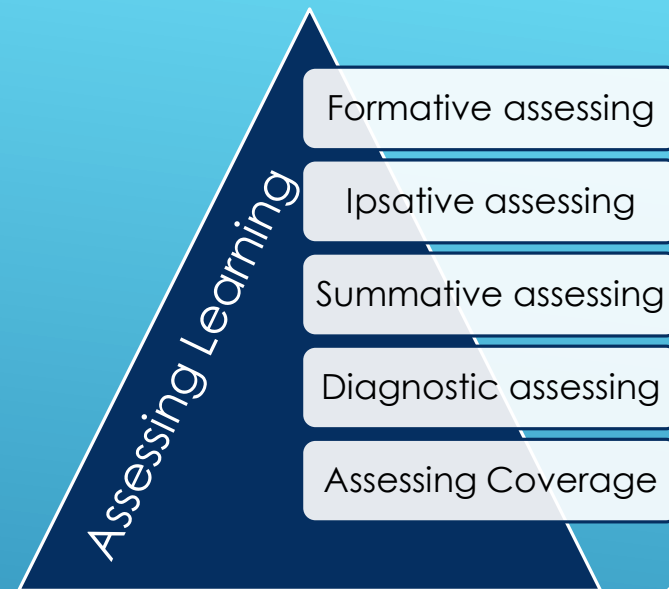 Assessing Learning
Formative assessing
Ipsative assessing
Summative assessing
Diagnostic assessing
Assessing Coverage